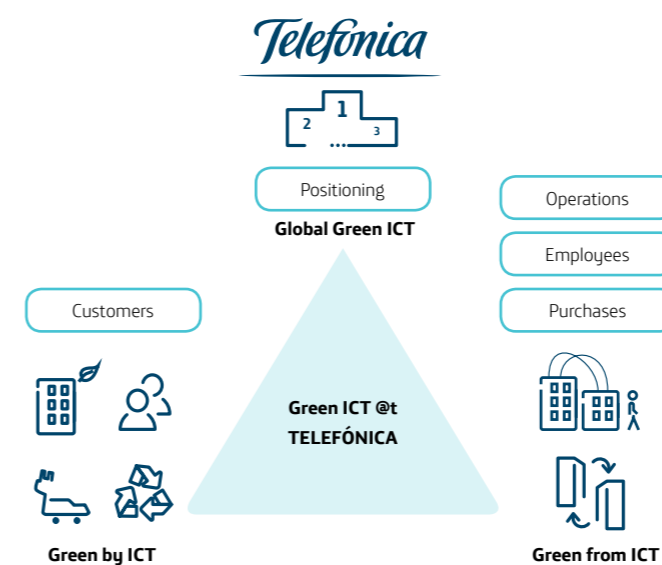 Telefónica
1
2
3
Positioning
Global Green ICT
Operations
Employees
Purchases
Customers
Green ICT @t
TELEFÓNICA
Green by ICT
Green from ICT